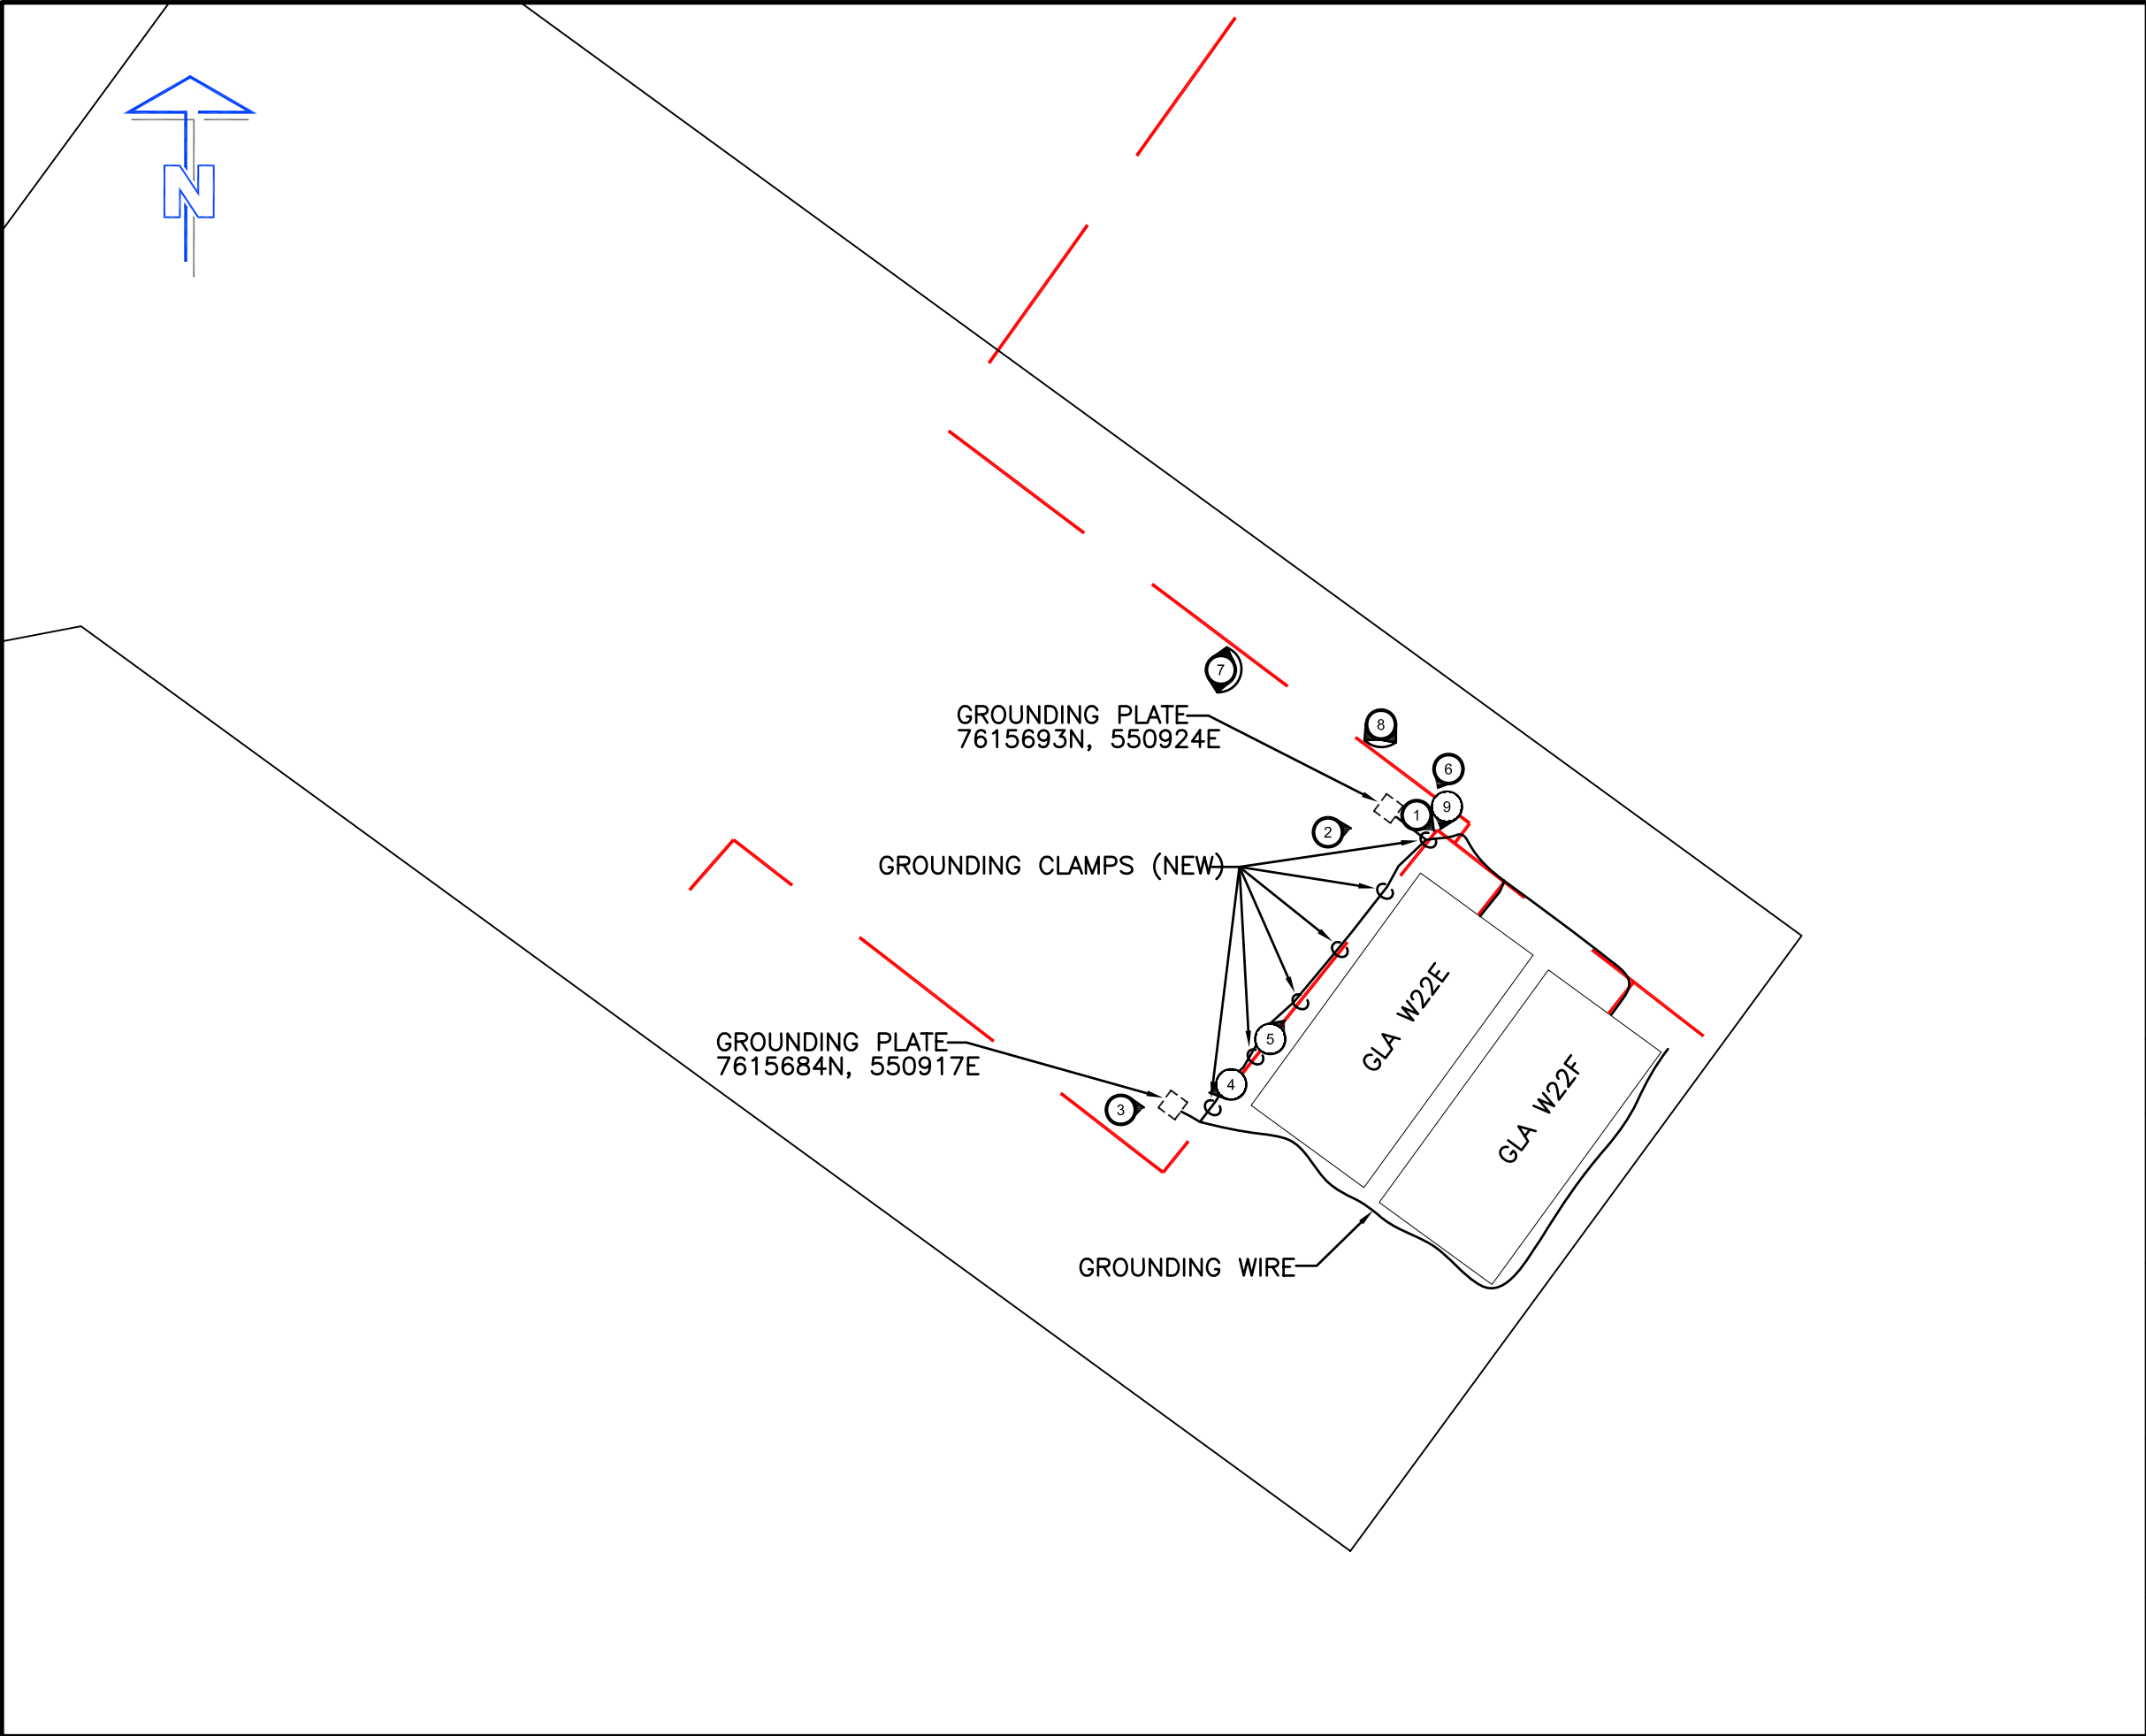 N
7
GROUNDING PLATE
7615693N, 550924E
8
6
9
1
2
GROUNDING CLAMPS (NEW)
C
C
C
C
C
C
GLA W22E
5
GROUNDING PLATE
7615684N, 550917E
4
3
GLA W22F
GROUNDING WIRE